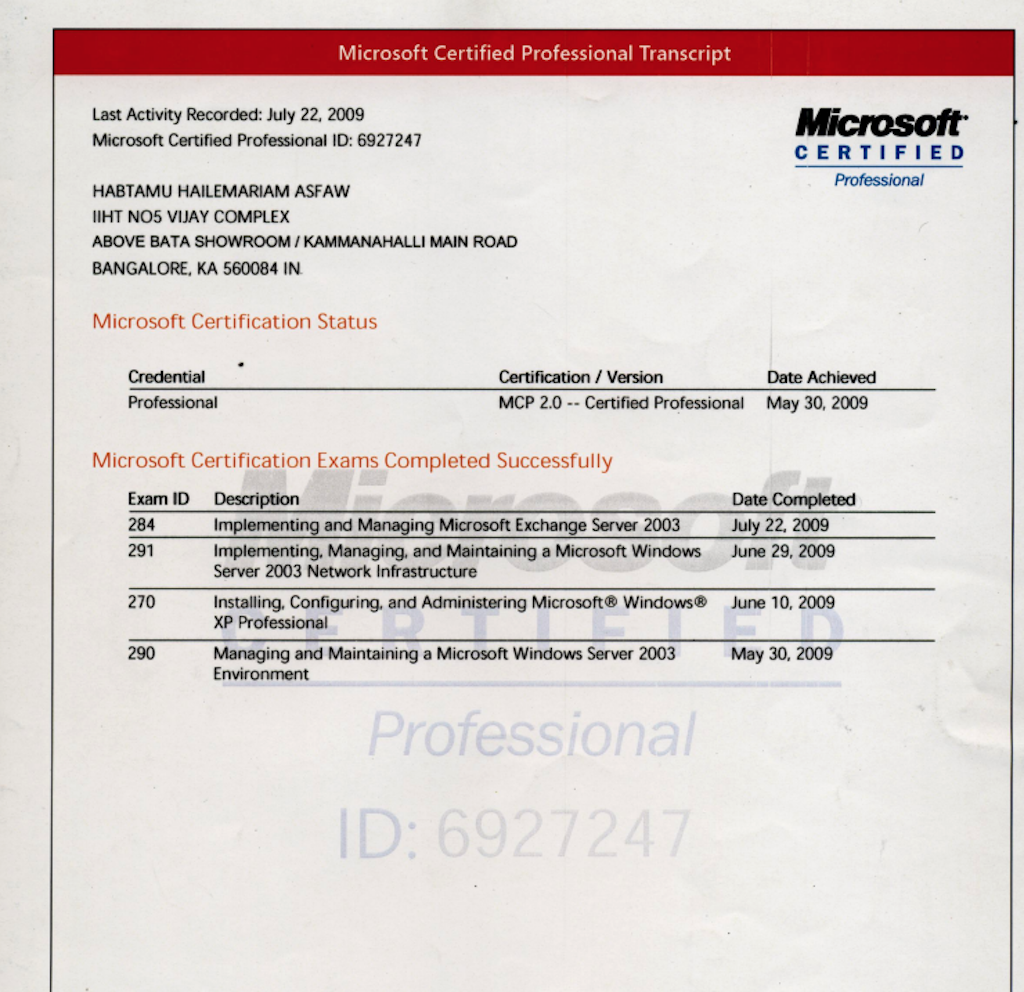 Microsoft Certified Professional Transcript
Last Activity Recorded: July 22, 2009
Microsoft Certified Professional ID: 6927247
Microsoft
CERTIFIED
Professional
HABTAMU HAILEMARIAM ASFAW
IIHT NO5 VIJAY COMPLEX
ABOVE BATA SHOWROOM / KAMMANAHALLI MAIN ROAD
BANGALORE, KA 560084 IN
Microsoft Certification Status
Credential Certification / Version Date Achieved
Professional MCP 2.0 -- Certified Professional May 30, 2009
Microsoft Certification Exams Completed Successfully
Exam ID Description Date Completed
284 Implementing and Managing Microsoft Exchange Server 2003 July 22, 2009
291 Implementing, Managing, and Maintaining a Microsoft Windows June 29, 2009
Server 2003 Network Infrastructure
270 Installing, Configuring, and Administering Microsoft® Windows® June 10, 2009
XP Professional
290 Managing and Maintaining a Microsoft Windows Server 2003 May 30, 2009
Environment
Microsoft
CERTIFIED
Professional
ID: 6927247